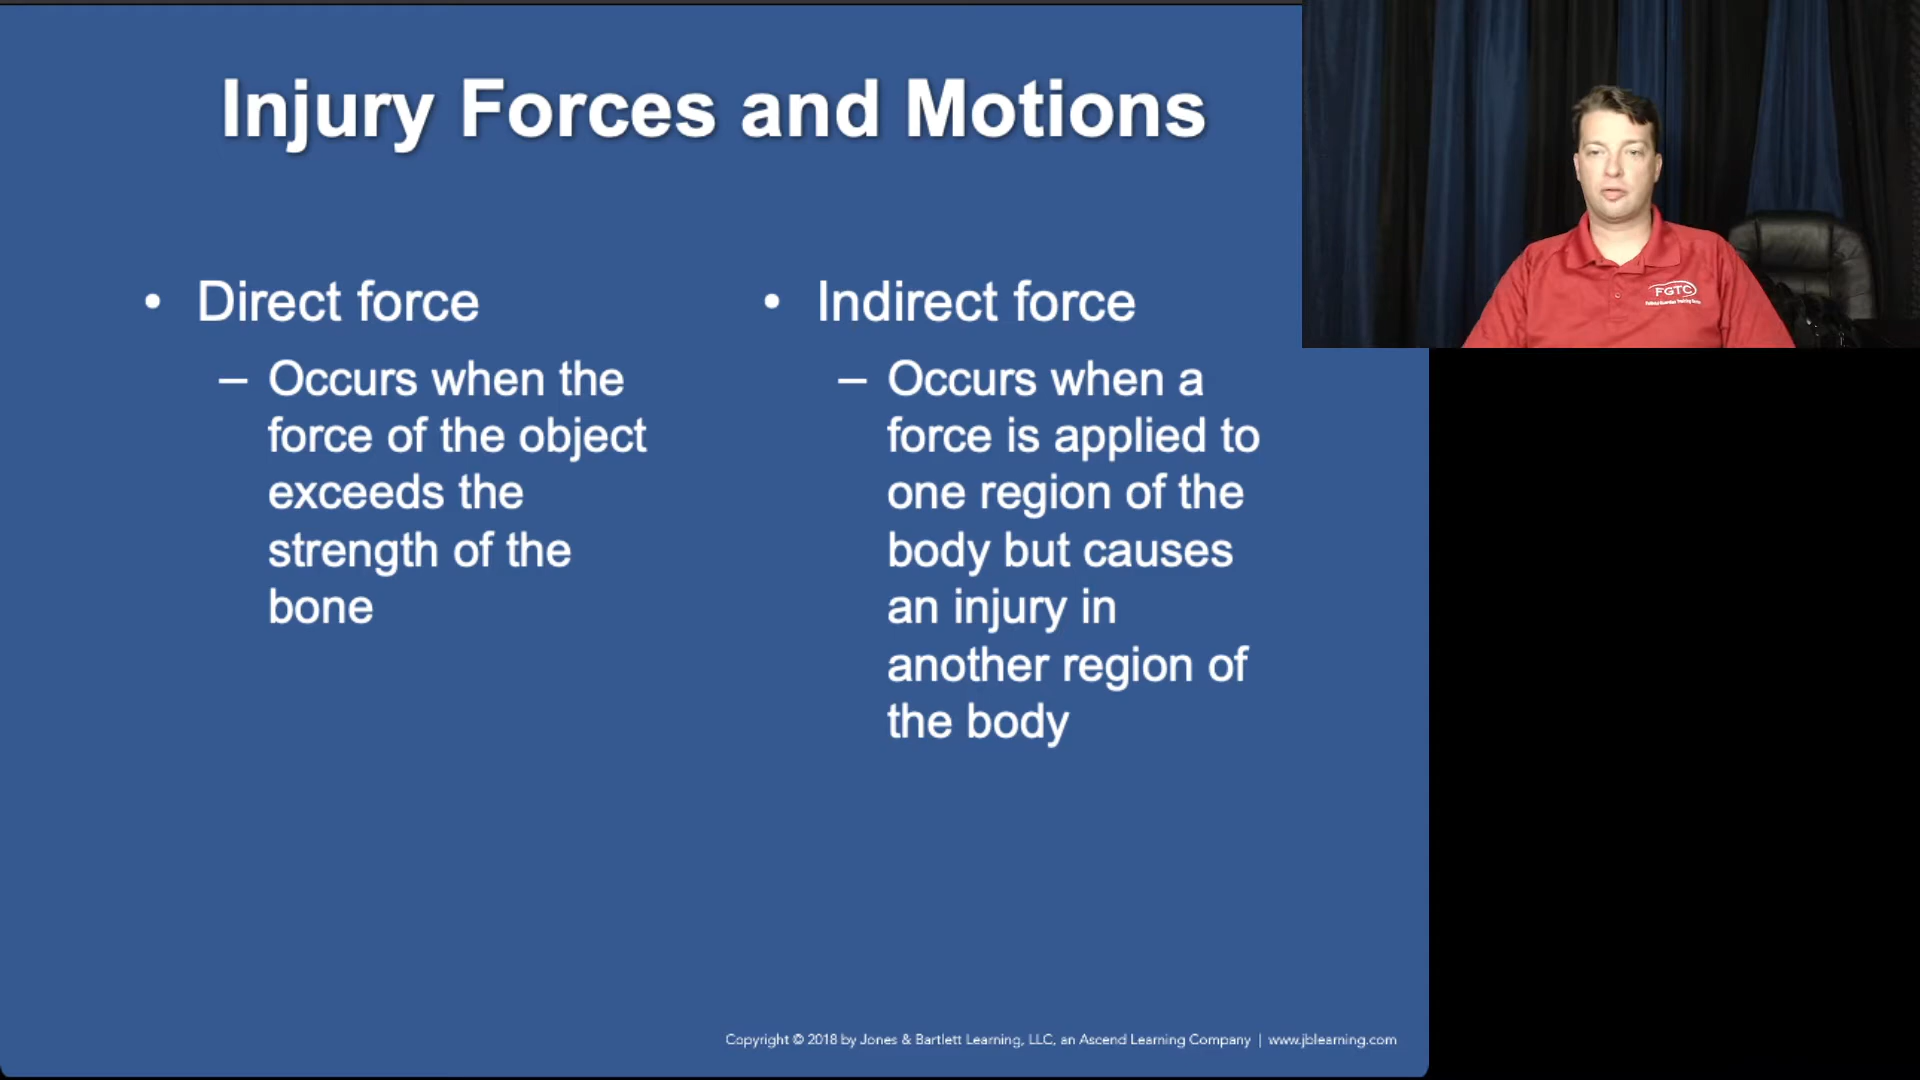 Injury Forces and Motions
• Direct force
– Occurs when the
force of the object
exceeds the
strength of the
bone
• Indirect force
– Occurs when a
force is applied to
one region of the
body but causes
an injury in
another region of
the body
FGTC
Copyright © 2018 by Jones & Bartlett Learning, LLC, an Ascend Learning Company | www.jblearning.com